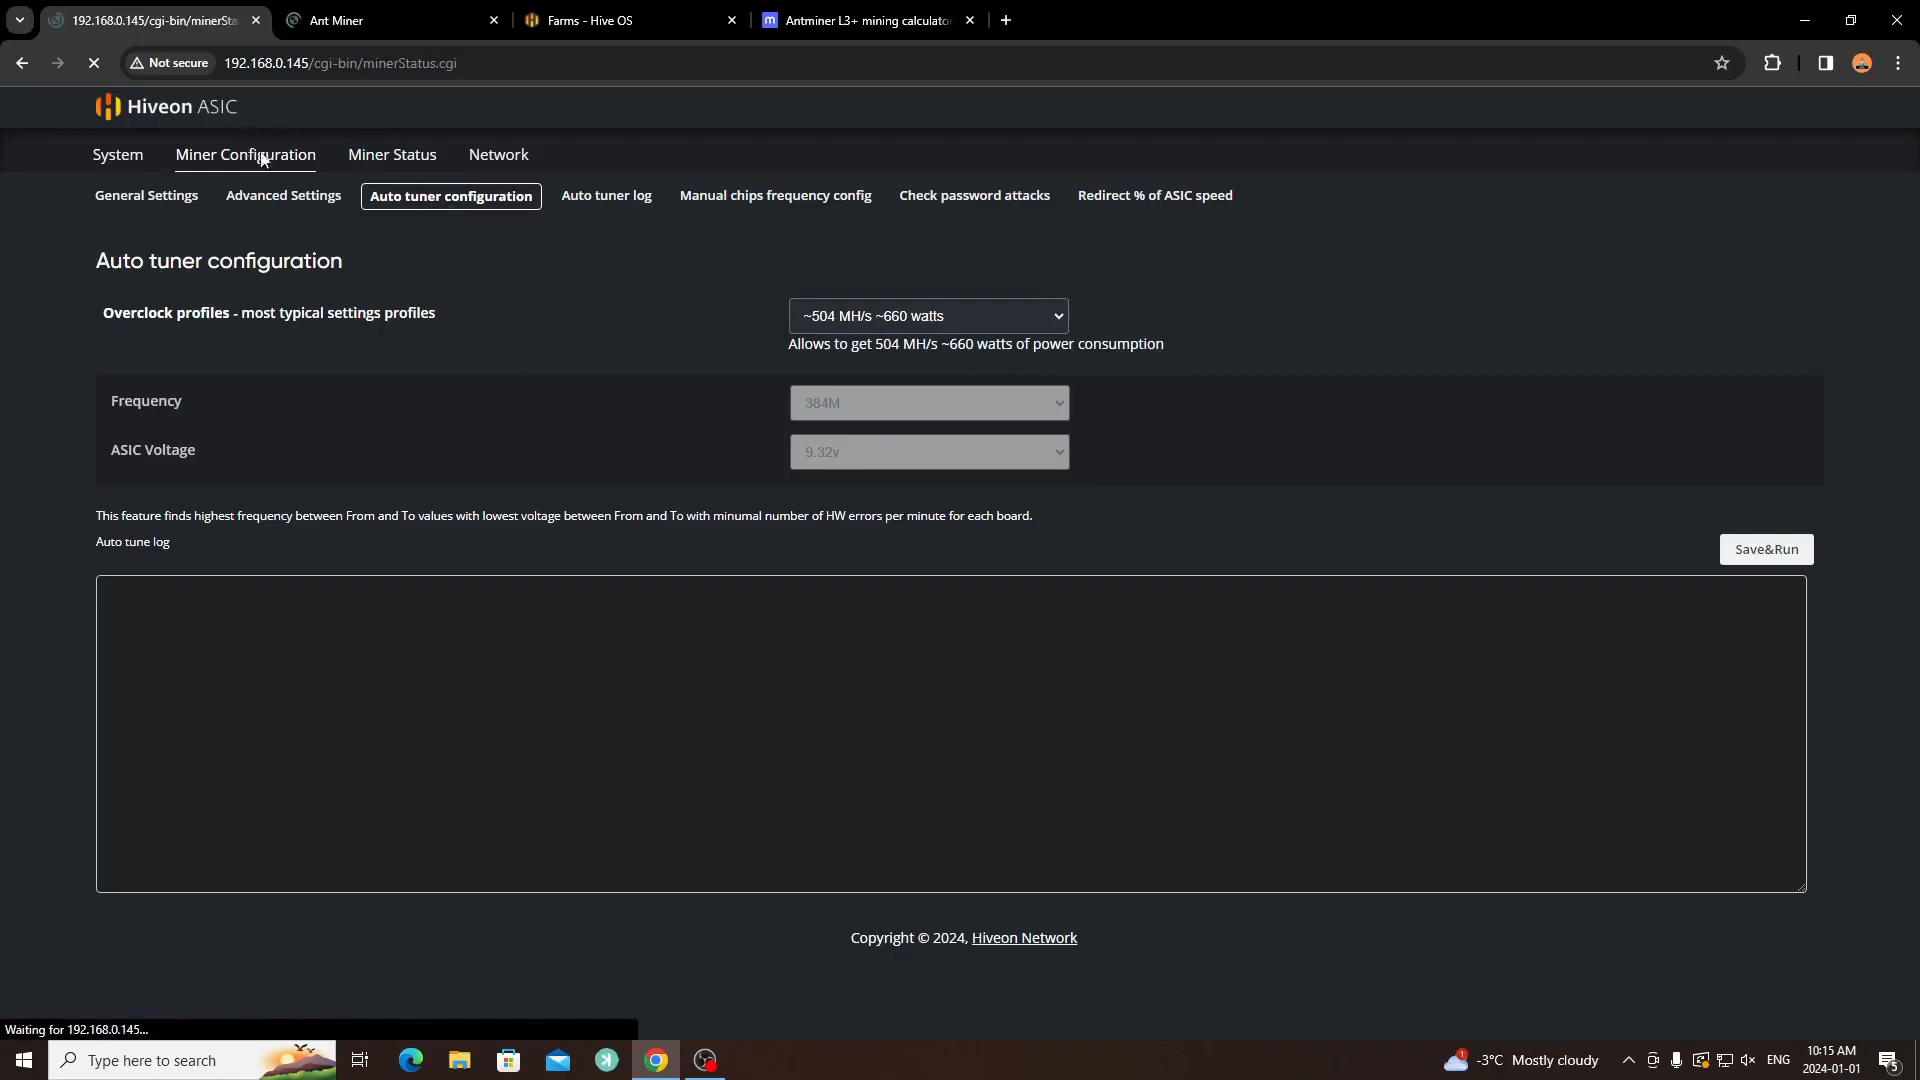 192.168.0.145/cgi-bin/minerSta
Ant Miner
Farms - Hive OS
m
Antminer L3+ mining calculator
Not secure
192.168.0.145/cgi-bin/minerStatus.cgi
Hiveon ASIC
System
Miner Configuration
Miner Status
Network
General Settings
Advanced Settings
Auto tuner configuration
Auto tuner log
Manual chips frequency config
Check password attacks
Redirect % of ASIC speed
Auto tuner configuration
Overclock profiles - most typical settings profiles
~504 MH/s ~660 watts
Allows to get 504 MH/s ~660 watts of power consumption
Frequency
384M
ASIC Voltage
9.32v
This feature finds highest frequency between From and To values with lowest voltage between From and To with minumal number of HW errors per minute for each board.
Auto tune log
Save&Run
Copyright © 2024, Hiveon Network
Waiting for 192.168.0.145...
Type here to search
1
-3°C Mostly cloudy
ENG
10:15 AM
2024-01-01
5